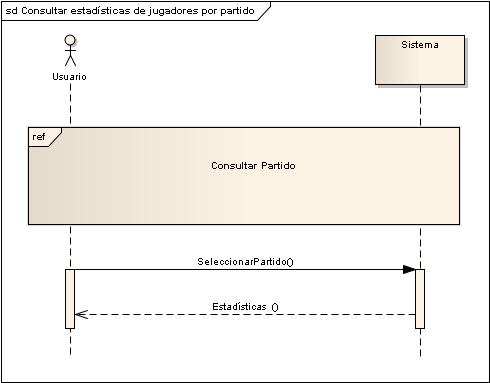 sd Consultar estadísticas de jugadores por partido
Usuario
Sistema
ref
Consultar Partido
SeleccionarPartido()
Estadísticas ()